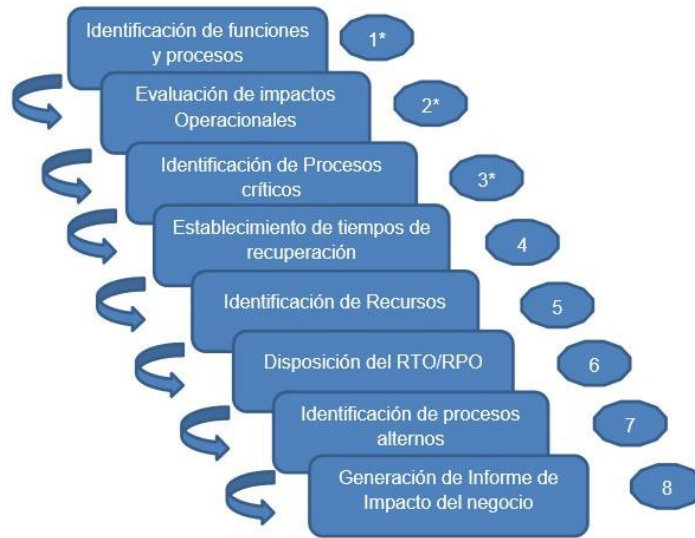 Identificación de funciones
y procesos
1*
Evaluación de impactos
Operacionales
2*
Identificación de Procesos
críticos
3*
Establecimiento de tiempos de
recuperación
4
Identificación de Recursos
5
Disposición del RTO/RPO
6
Identificación de procesos
alternos
7
Generación de Informe de
Impacto del negocio
8